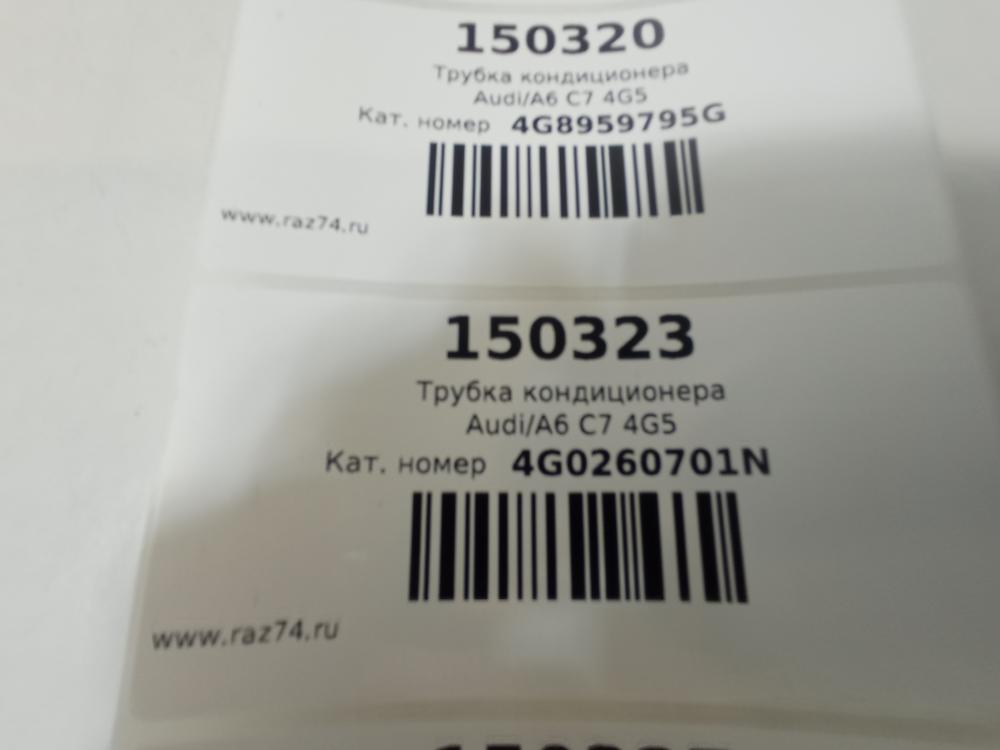 150320
Трубка кондиционера
Audi/A6 C7 4G5
Кат. номер 4G8959795G
www.raz74.ru
150323
Трубка кондиционера
Audi/A6 C7 4G5
Кат. номер 4G0260701N
www.raz74.ru